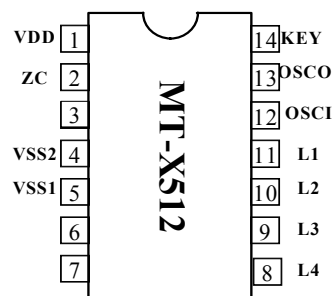 VDD 1 14 KEY
ZC 2 13 OSCO
3 12 OSCI
VSS2 4 11 L1
VSS1 5 10 L2
6 9 L3
7 8 L4
MT-X512